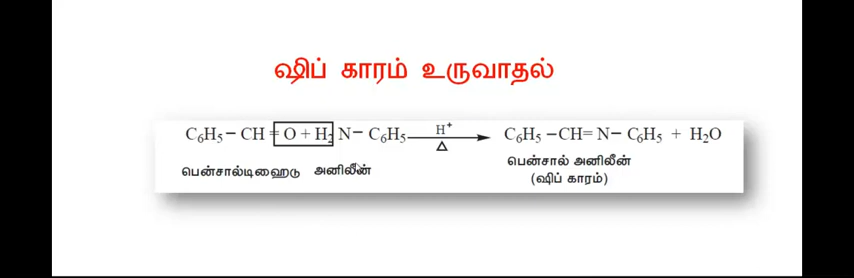 ஷிப் காரம் உருவாதல்
C₆H₅ − CH = O + H₂ N − C₆H₅ H⁺ Δ → C₆H₅ − CH = N − C₆H₅ + H₂O
பென்சால்டிஹைடு அனிலீன் பென்சால் அனிலீன்
(ஷிப் காரம்)